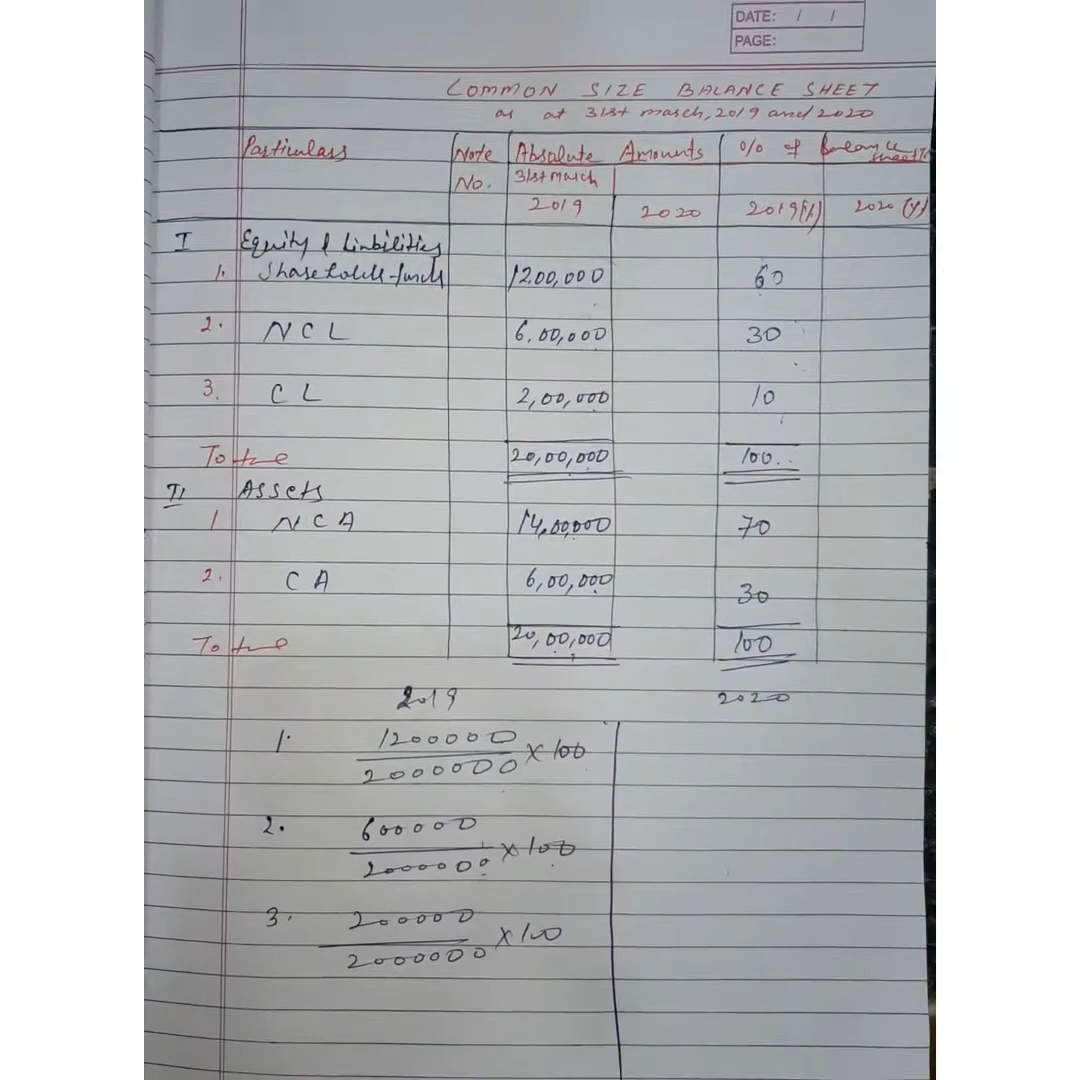 DATE: / /
PAGE:
COMMON SIZE BALANCE SHEET
as at 31st march, 2019 and 2020
Particulars Note No. Absolute Amounts % of Balance sheet
31st March
2019 2020 2019(%) 2020 (%)
I Equity & Liabilities
1. Shareholders funds 1200,000 60
2. NCL 6,00,000 30
3. CL 2,00,000 10
Total 20,00,000 100
II Assets
1 NCA 14,00,000 70
2. CA 6,00,000 30
Total 20,00,000 100
2019 2020
1. 1200000
2000000 × 100
2. 600000
2000000 × 100
3. 200000
2000000 × 100